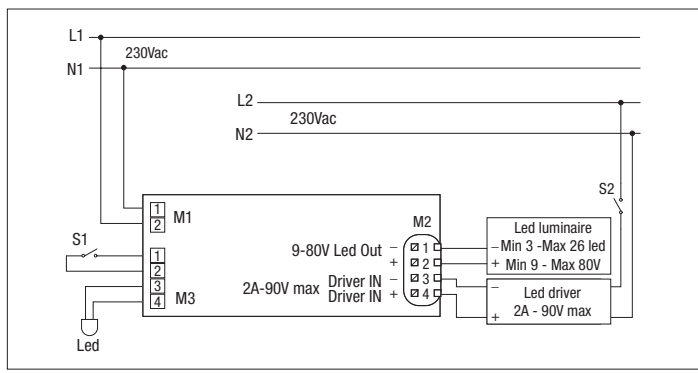 L1
230Vac
N1
L2
230Vac
N2
S2
1
2 M1
M2
S1
9-80V Led Out - 1
+ 2
2A-90V max Driver IN - 3
Driver IN + 4
1
2
3
4
M3
Led
Led luminaire
– Min 3 -Max 26 led
+ Min 9 - Max 80V
– Led driver
+ 2A - 90V max